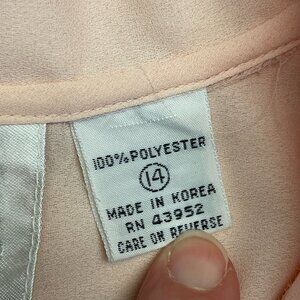 100% POLYESTER
14
MADE IN KOREA
RN 43952
CARE ON REVERSE